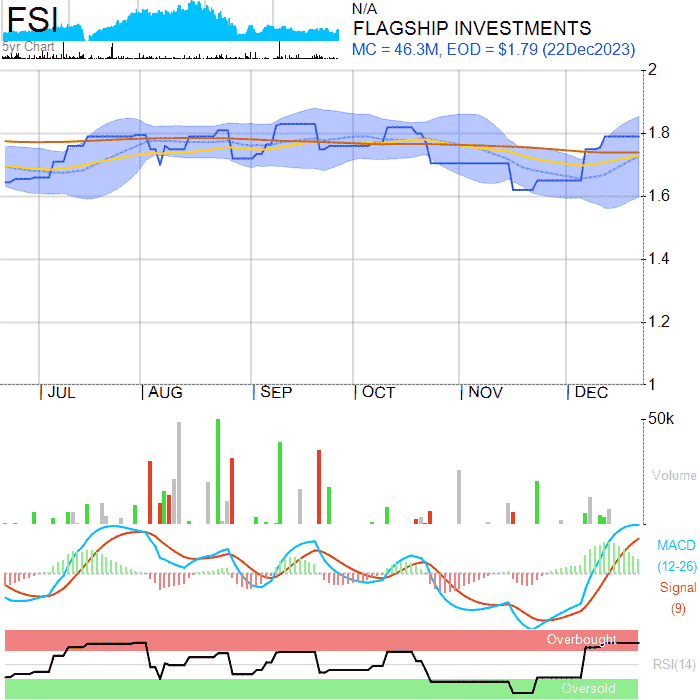 FSI
5yr Chart
N/A
FLAGSHIP INVESTMENTS
MC = 46.3M, EOD = $1.79 (22Dec2023)
2
1.8
1.6
1.4
1.2
1
JUL AUG SEP OCT NOV DEC
50k
Volume
MACD
(12-26)
Signal
(9)
Overbought
RSI(14)
Oversold